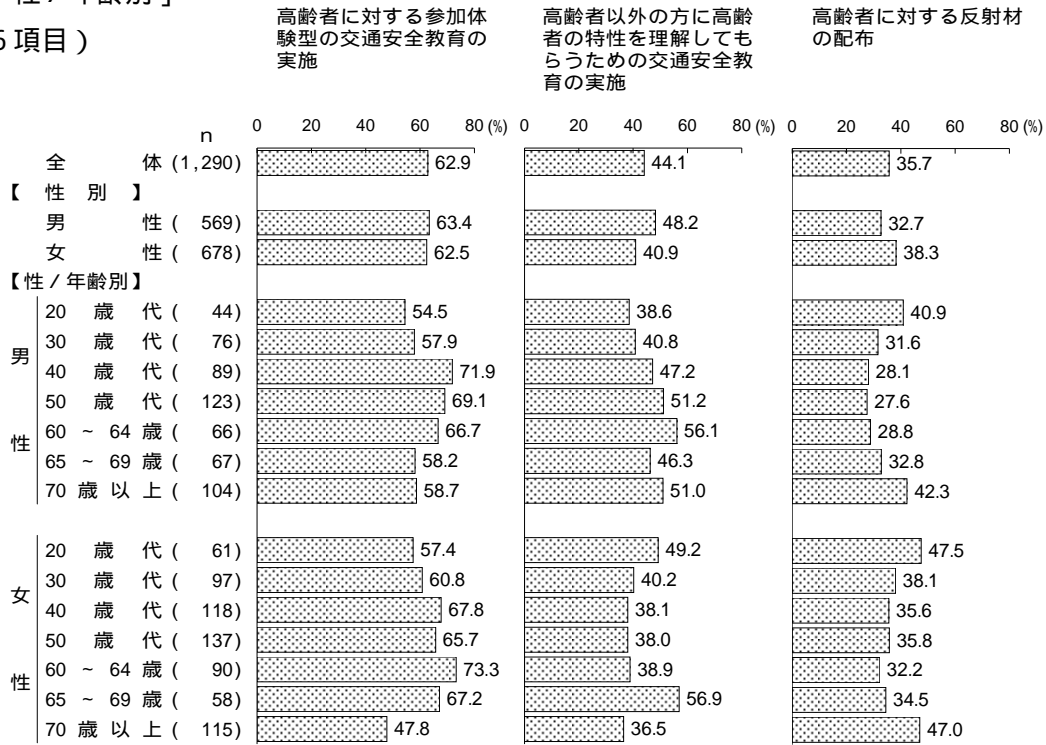 性/年齢別］
項目)
高齢者に対する参加体
験型の交通安全教育の
実施
高齢者以外の方に高齢
者の特性を理解しても
らうための交通安全教
育の実施
高齢者に対する反射材
の配布
n
0 20 40 60 80 (%) 0 20 40 60 80 (%) 0 20 40 60 80 (%)
全 体 (1,290) 62.9 44.1 35.7
【 性 別 】
男 性 ( 569) 63.4 48.2 32.7
女 性 ( 678) 62.5 40.9 38.3
【性/年齢別】
男性
20 歳 代 ( 44) 54.5 38.6 40.9
30 歳 代 ( 76) 57.9 40.8 31.6
40 歳 代 ( 89) 71.9 47.2 28.1
50 歳 代 ( 123) 69.1 51.2 27.6
60 ~ 64 歳 ( 66) 66.7 56.1 28.8
65 ~ 69 歳 ( 67) 58.2 46.3 32.8
70 歳 以 上 ( 104) 58.7 51.0 42.3
女性
20 歳 代 ( 61) 57.4 49.2 47.5
30 歳 代 ( 97) 60.8 40.2 38.1
40 歳 代 ( 118) 67.8 38.1 35.6
50 歳 代 ( 137) 65.7 38.0 35.8
60 ~ 64 歳 ( 90) 73.3 38.9 32.2
65 ~ 69 歳 ( 58) 67.2 56.9 34.5
70 歳 以 上 ( 115) 47.8 36.5 47.0